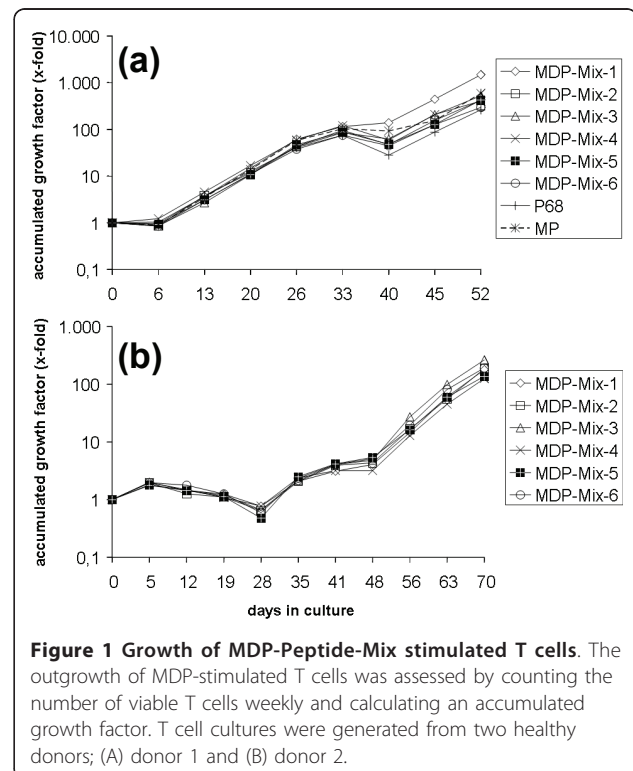 (a)
accumulated growth factor (x-fold)
10.000
1.000
100
10
1
0,1
0 6 13 20 26 33 40 45 52
MDP-Mix-1
MDP-Mix-2
MDP-Mix-3
MDP-Mix-4
MDP-Mix-5
MDP-Mix-6
P68
MP
(b)
accumulated growth factor (x-fold)
1.000
100
10
1
0,1
0 5 12 19 28 35 41 48 56 63 70
days in culture
MDP-Mix-1
MDP-Mix-2
MDP-Mix-3
MDP-Mix-4
MDP-Mix-5
MDP-Mix-6
Figure 1 Growth of MDP-Peptide-Mix stimulated T cells. The
outgrowth of MDP-stimulated T cells was assessed by counting the
number of viable T cells weekly and calculating an accumulated
growth factor. T cell cultures were generated from two healthy
donors; (A) donor 1 and (B) donor 2.